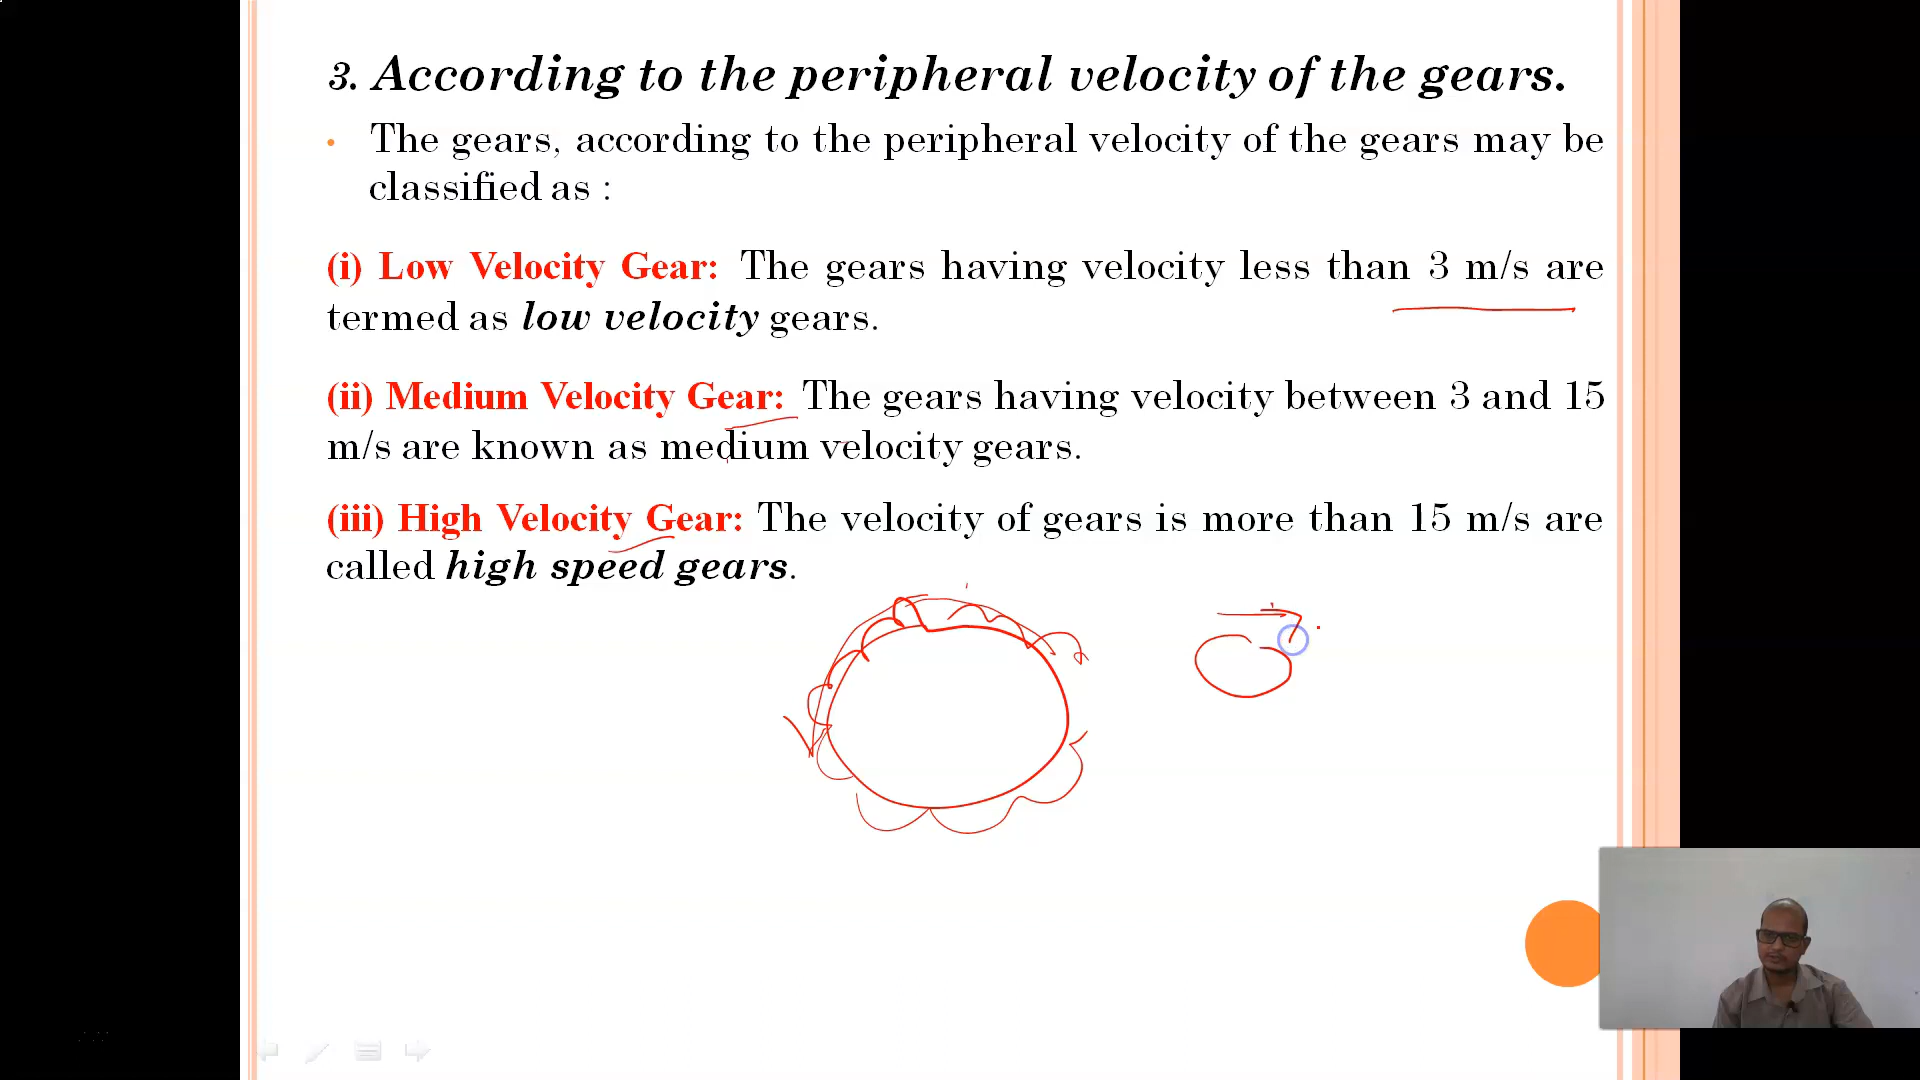 3. According to the peripheral velocity of the gears.
• The gears, according to the peripheral velocity of the gears may be
classified as :
(i) Low Velocity Gear: The gears having velocity less than 3 m/s are
termed as low velocity gears.
(ii) Medium Velocity Gear: The gears having velocity between 3 and 15
m/s are known as medium velocity gears.
(iii) High Velocity Gear: The velocity of gears is more than 15 m/s are
called high speed gears.